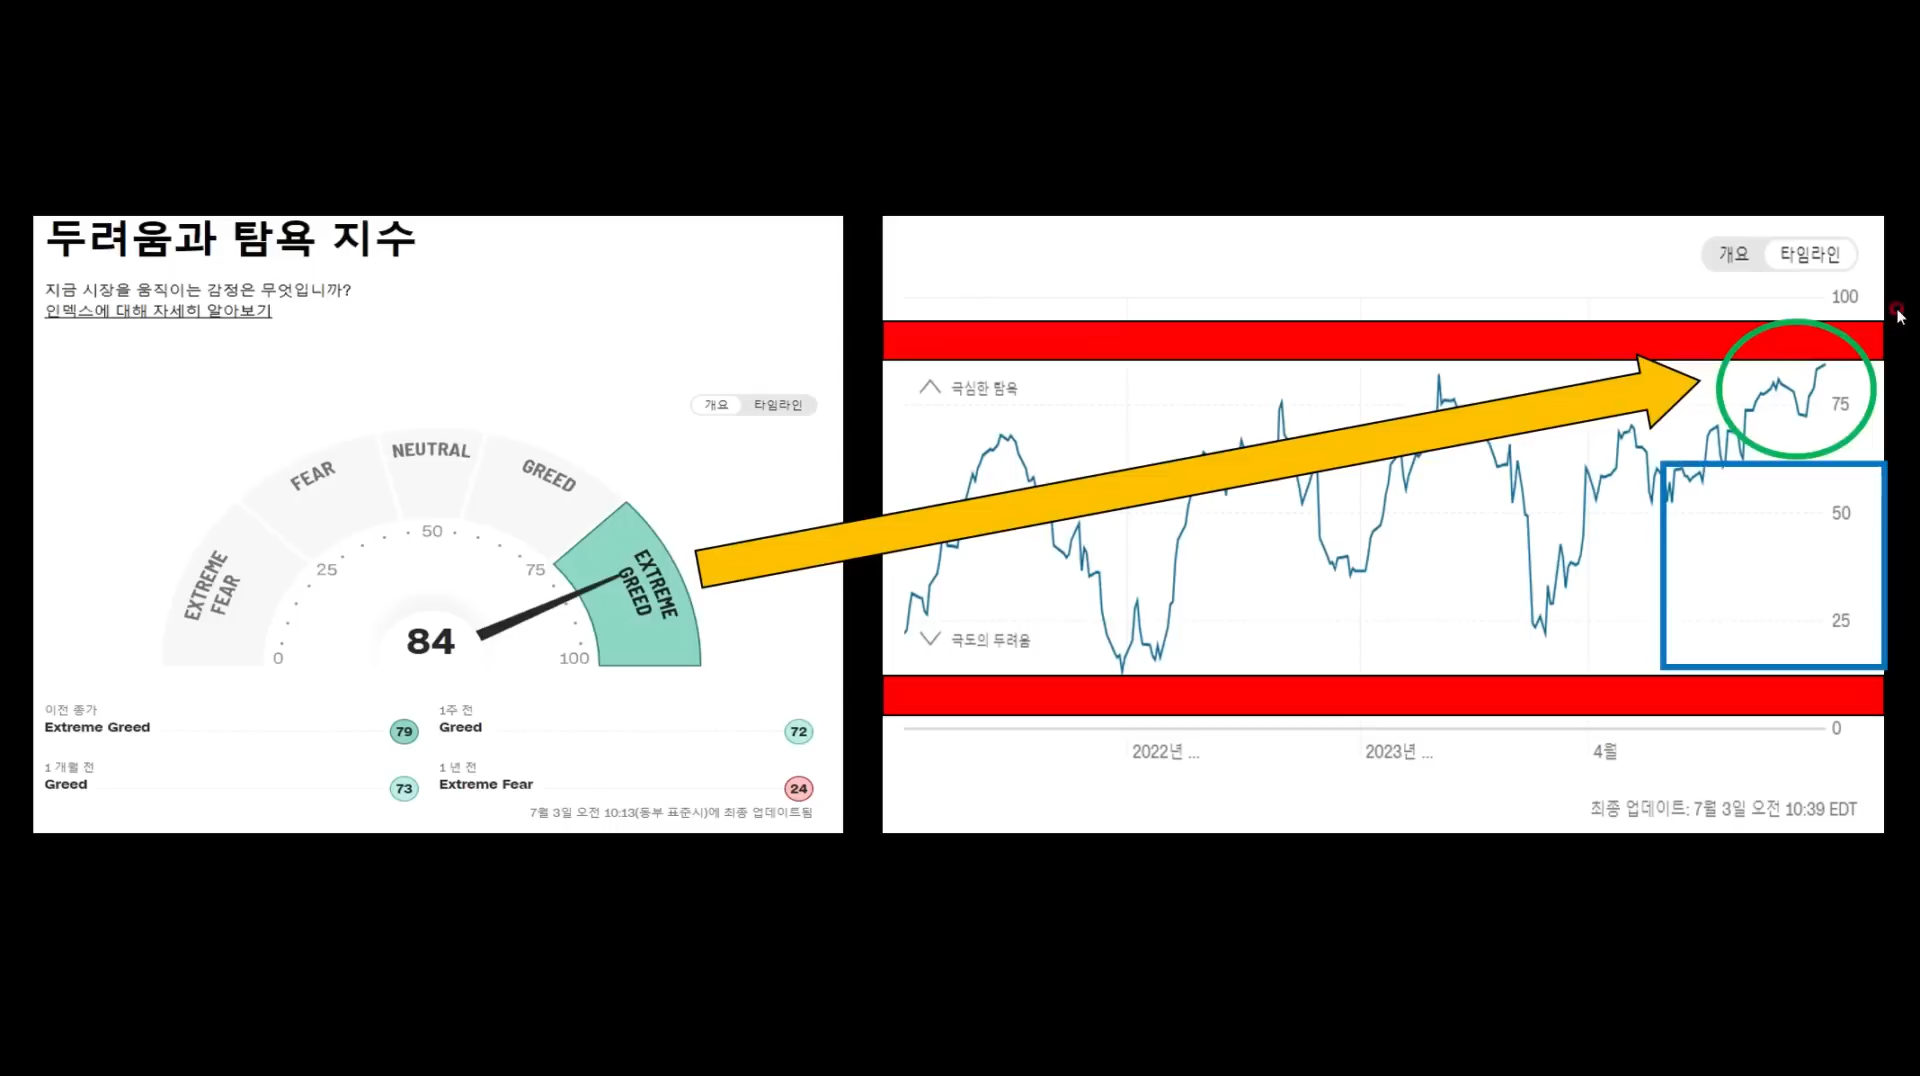 두려움과 탐욕 지수
지금 시장을 움직이는 감정은 무엇입니까?
인덱스에 대해 자세히 알아보기
개요 타임라인
EXTREME FEAR
FEAR
NEUTRAL
GREED
EXTREME GREED
0
25
50
75
100
84
이전 종가
Extreme Greed 79
1주 전
Greed 72
1 개월 전
Greed 73
1 년 전
Extreme Fear 24
7월 3일 오전 10:13(동부 표준시)에 최종 업데이트됨
개요 타임라인
100
극심한 탐욕
75
50
25
극도의 두려움
0
2022년 ... 2023년 ... 4월
최종 업데이트: 7월 3일 오전 10:39 EDT